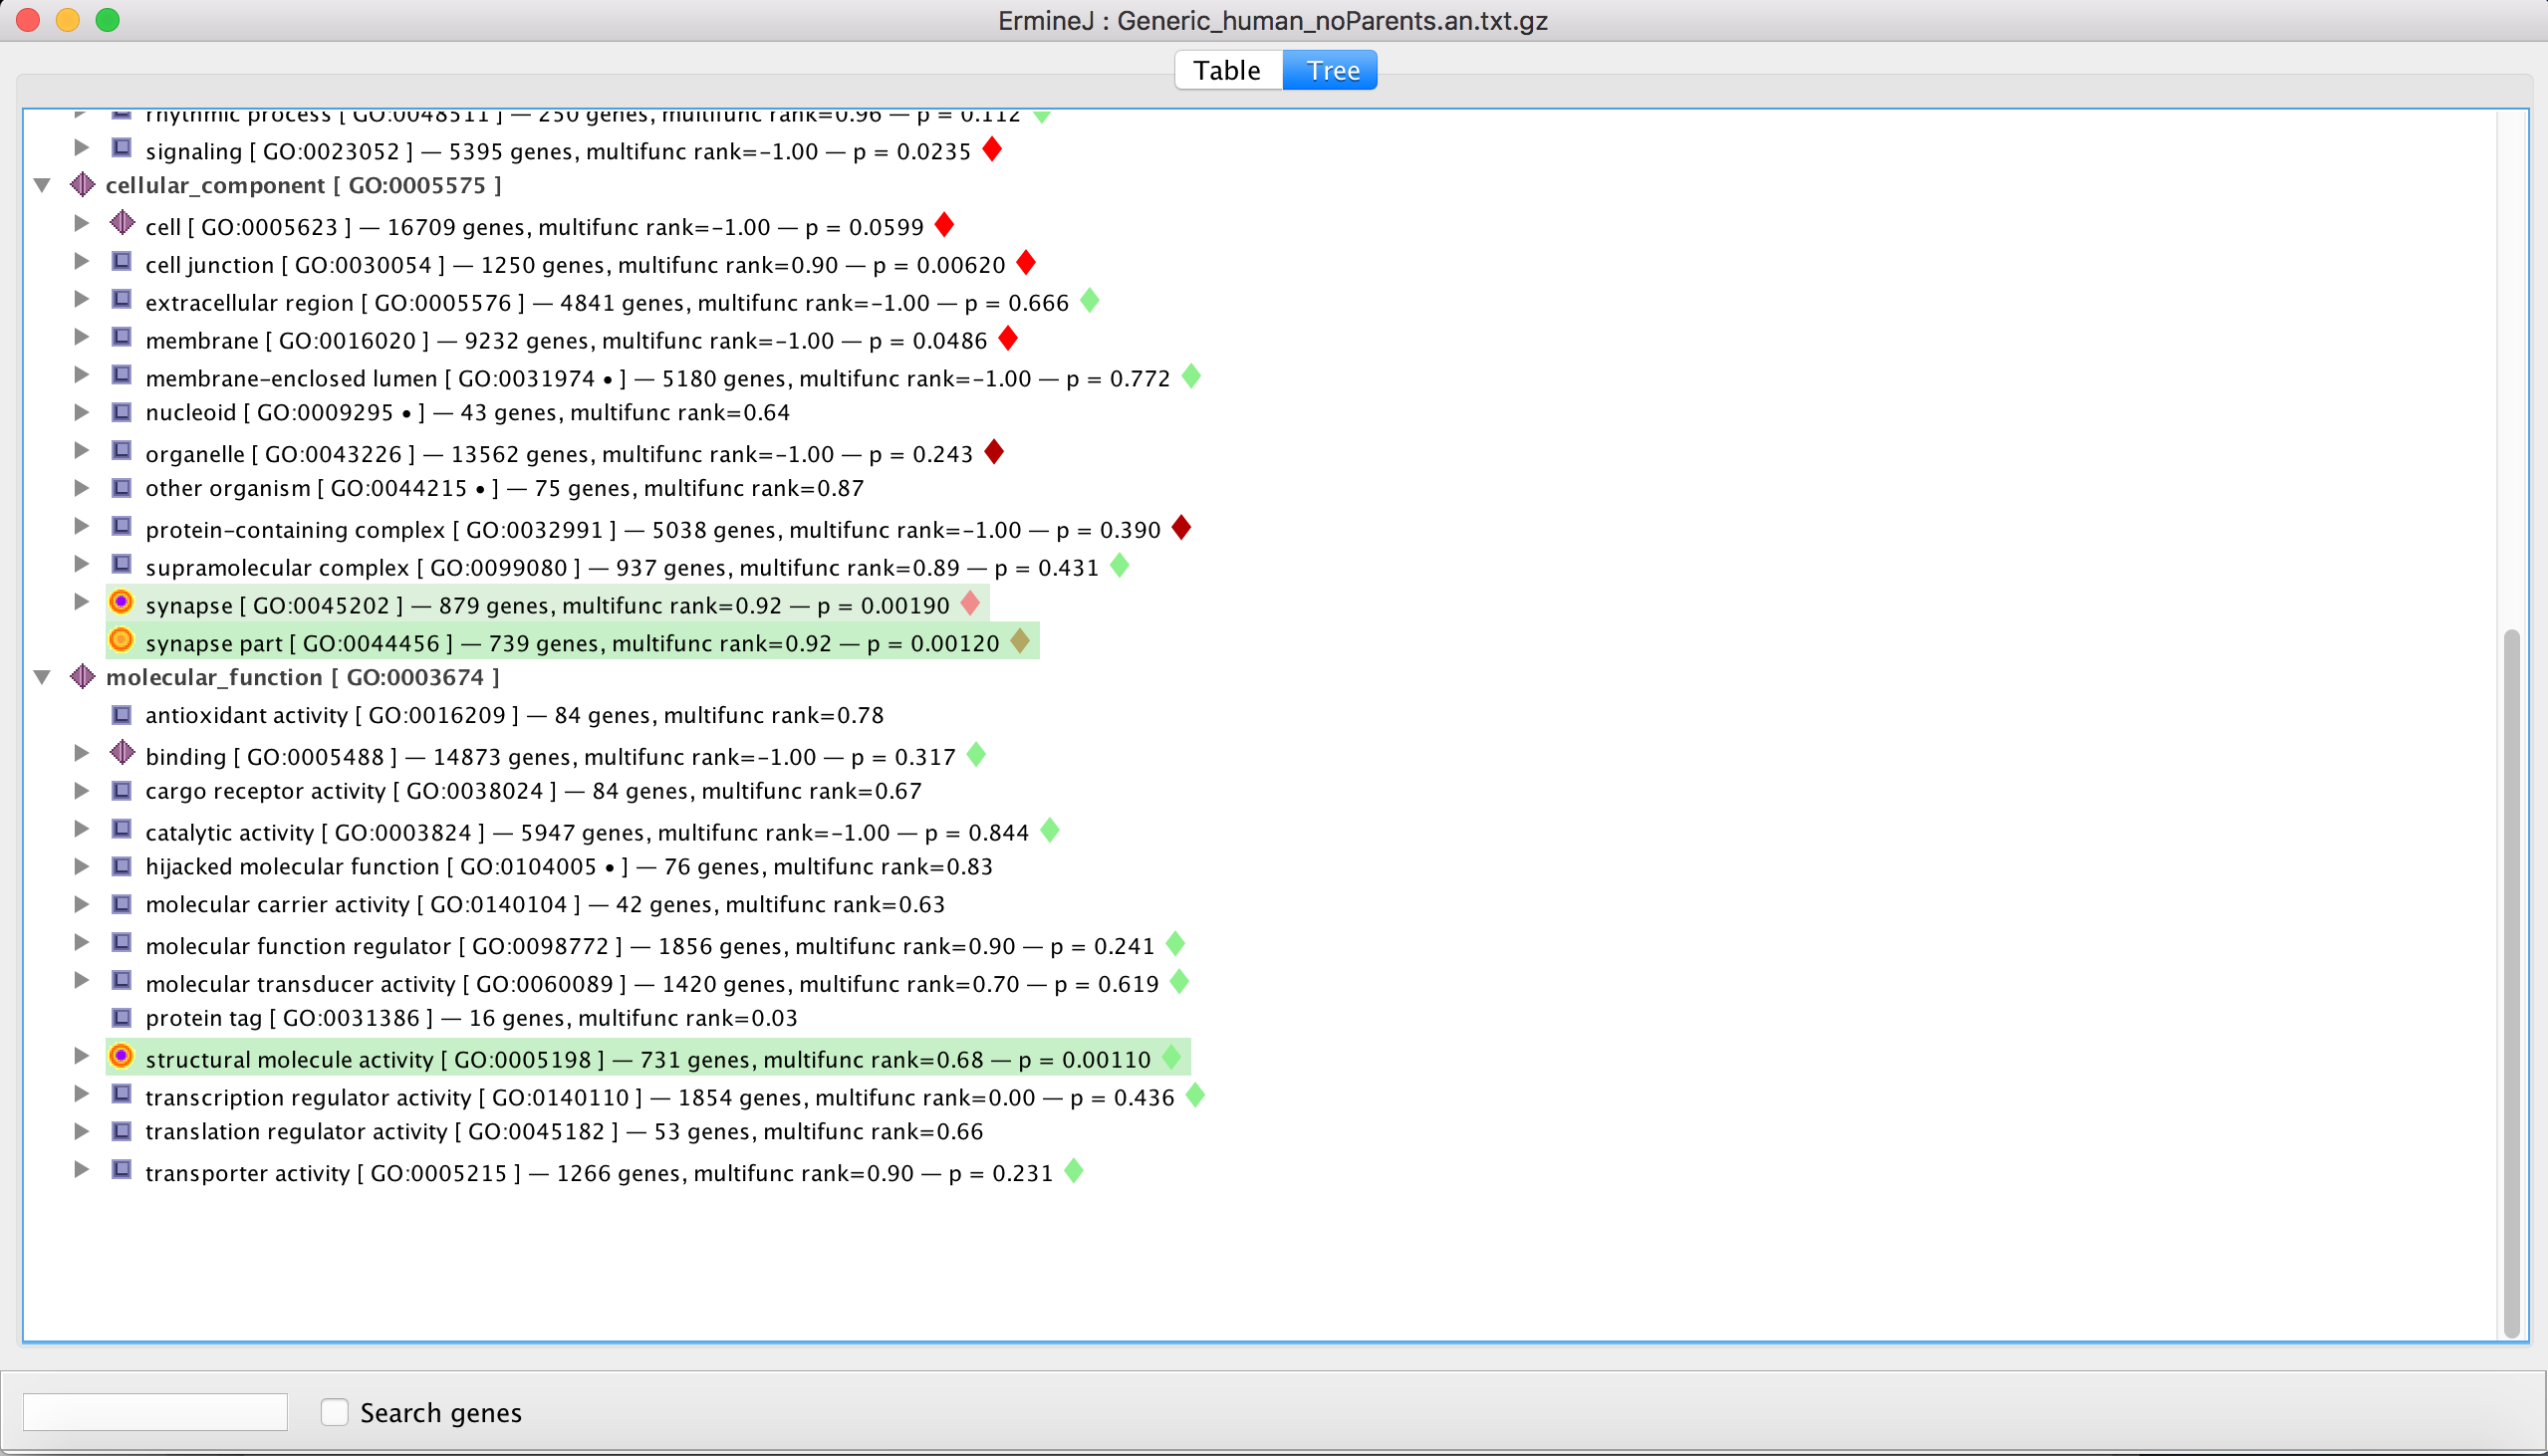 ErmineJ : Generic_human_noParents.an.txt.gz
Table Tree
rhythmic process [ GO:0048511 ] — 250 genes, multifunc rank=0.96 — p = 0.112
signaling [ GO:0023052 ] — 5395 genes, multifunc rank=-1.00 — p = 0.0235
cellular_component [ GO:0005575 ]
cell [ GO:0005623 ] — 16709 genes, multifunc rank=-1.00 — p = 0.0599
cell junction [ GO:0030054 ] — 1250 genes, multifunc rank=0.90 — p = 0.00620
extracellular region [ GO:0005576 ] — 4841 genes, multifunc rank=-1.00 — p = 0.666
membrane [ GO:0016020 ] — 9232 genes, multifunc rank=-1.00 — p = 0.0486
membrane-enclosed lumen [ GO:0031974 • ] — 5180 genes, multifunc rank=-1.00 — p = 0.772
nucleoid [ GO:0009295 • ] — 43 genes, multifunc rank=0.64
organelle [ GO:0043226 ] — 13562 genes, multifunc rank=-1.00 — p = 0.243
other organism [ GO:0044215 • ] — 75 genes, multifunc rank=0.87
protein-containing complex [ GO:0032991 ] — 5038 genes, multifunc rank=-1.00 — p = 0.390
supramolecular complex [ GO:0099080 ] — 937 genes, multifunc rank=0.89 — p = 0.431
synapse [ GO:0045202 ] — 879 genes, multifunc rank=0.92 — p = 0.00190
synapse part [ GO:0044456 ] — 739 genes, multifunc rank=0.92 — p = 0.00120
molecular_function [ GO:0003674 ]
antioxidant activity [ GO:0016209 ] — 84 genes, multifunc rank=0.78
binding [ GO:0005488 ] — 14873 genes, multifunc rank=-1.00 — p = 0.317
cargo receptor activity [ GO:0038024 ] — 84 genes, multifunc rank=0.67
catalytic activity [ GO:0003824 ] — 5947 genes, multifunc rank=-1.00 — p = 0.844
hijacked molecular function [ GO:0104005 • ] — 76 genes, multifunc rank=0.83
molecular carrier activity [ GO:0140104 ] — 42 genes, multifunc rank=0.63
molecular function regulator [ GO:0098772 ] — 1856 genes, multifunc rank=0.90 — p = 0.241
molecular transducer activity [ GO:0060089 ] — 1420 genes, multifunc rank=0.70 — p = 0.619
protein tag [ GO:0031386 ] — 16 genes, multifunc rank=0.03
structural molecule activity [ GO:0005198 ] — 731 genes, multifunc rank=0.68 — p = 0.00110
transcription regulator activity [ GO:0140110 ] — 1854 genes, multifunc rank=0.00 — p = 0.436
translation regulator activity [ GO:0045182 ] — 53 genes, multifunc rank=0.66
transporter activity [ GO:0005215 ] — 1266 genes, multifunc rank=0.90 — p = 0.231
Search genes